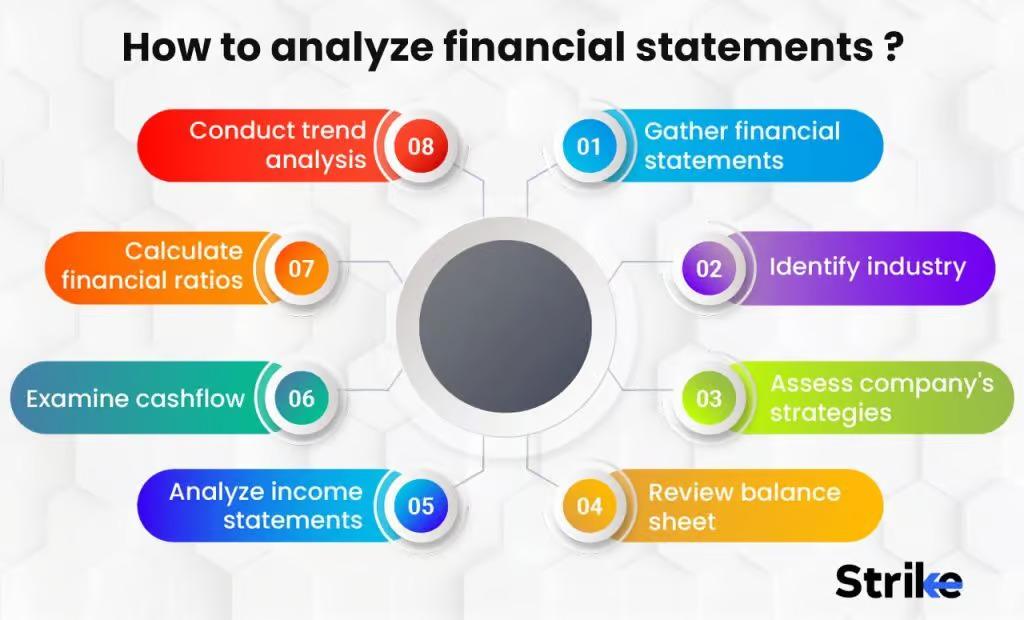 How to analyze financial statements ?
01
Gather financial
statements
02
Identify industry
03
Assess company's
strategies
04
Review balance
sheet
05
Analyze income
statements
06
Examine cashflow
07
Calculate
financial ratios
08
Conduct trend
analysis
Strike